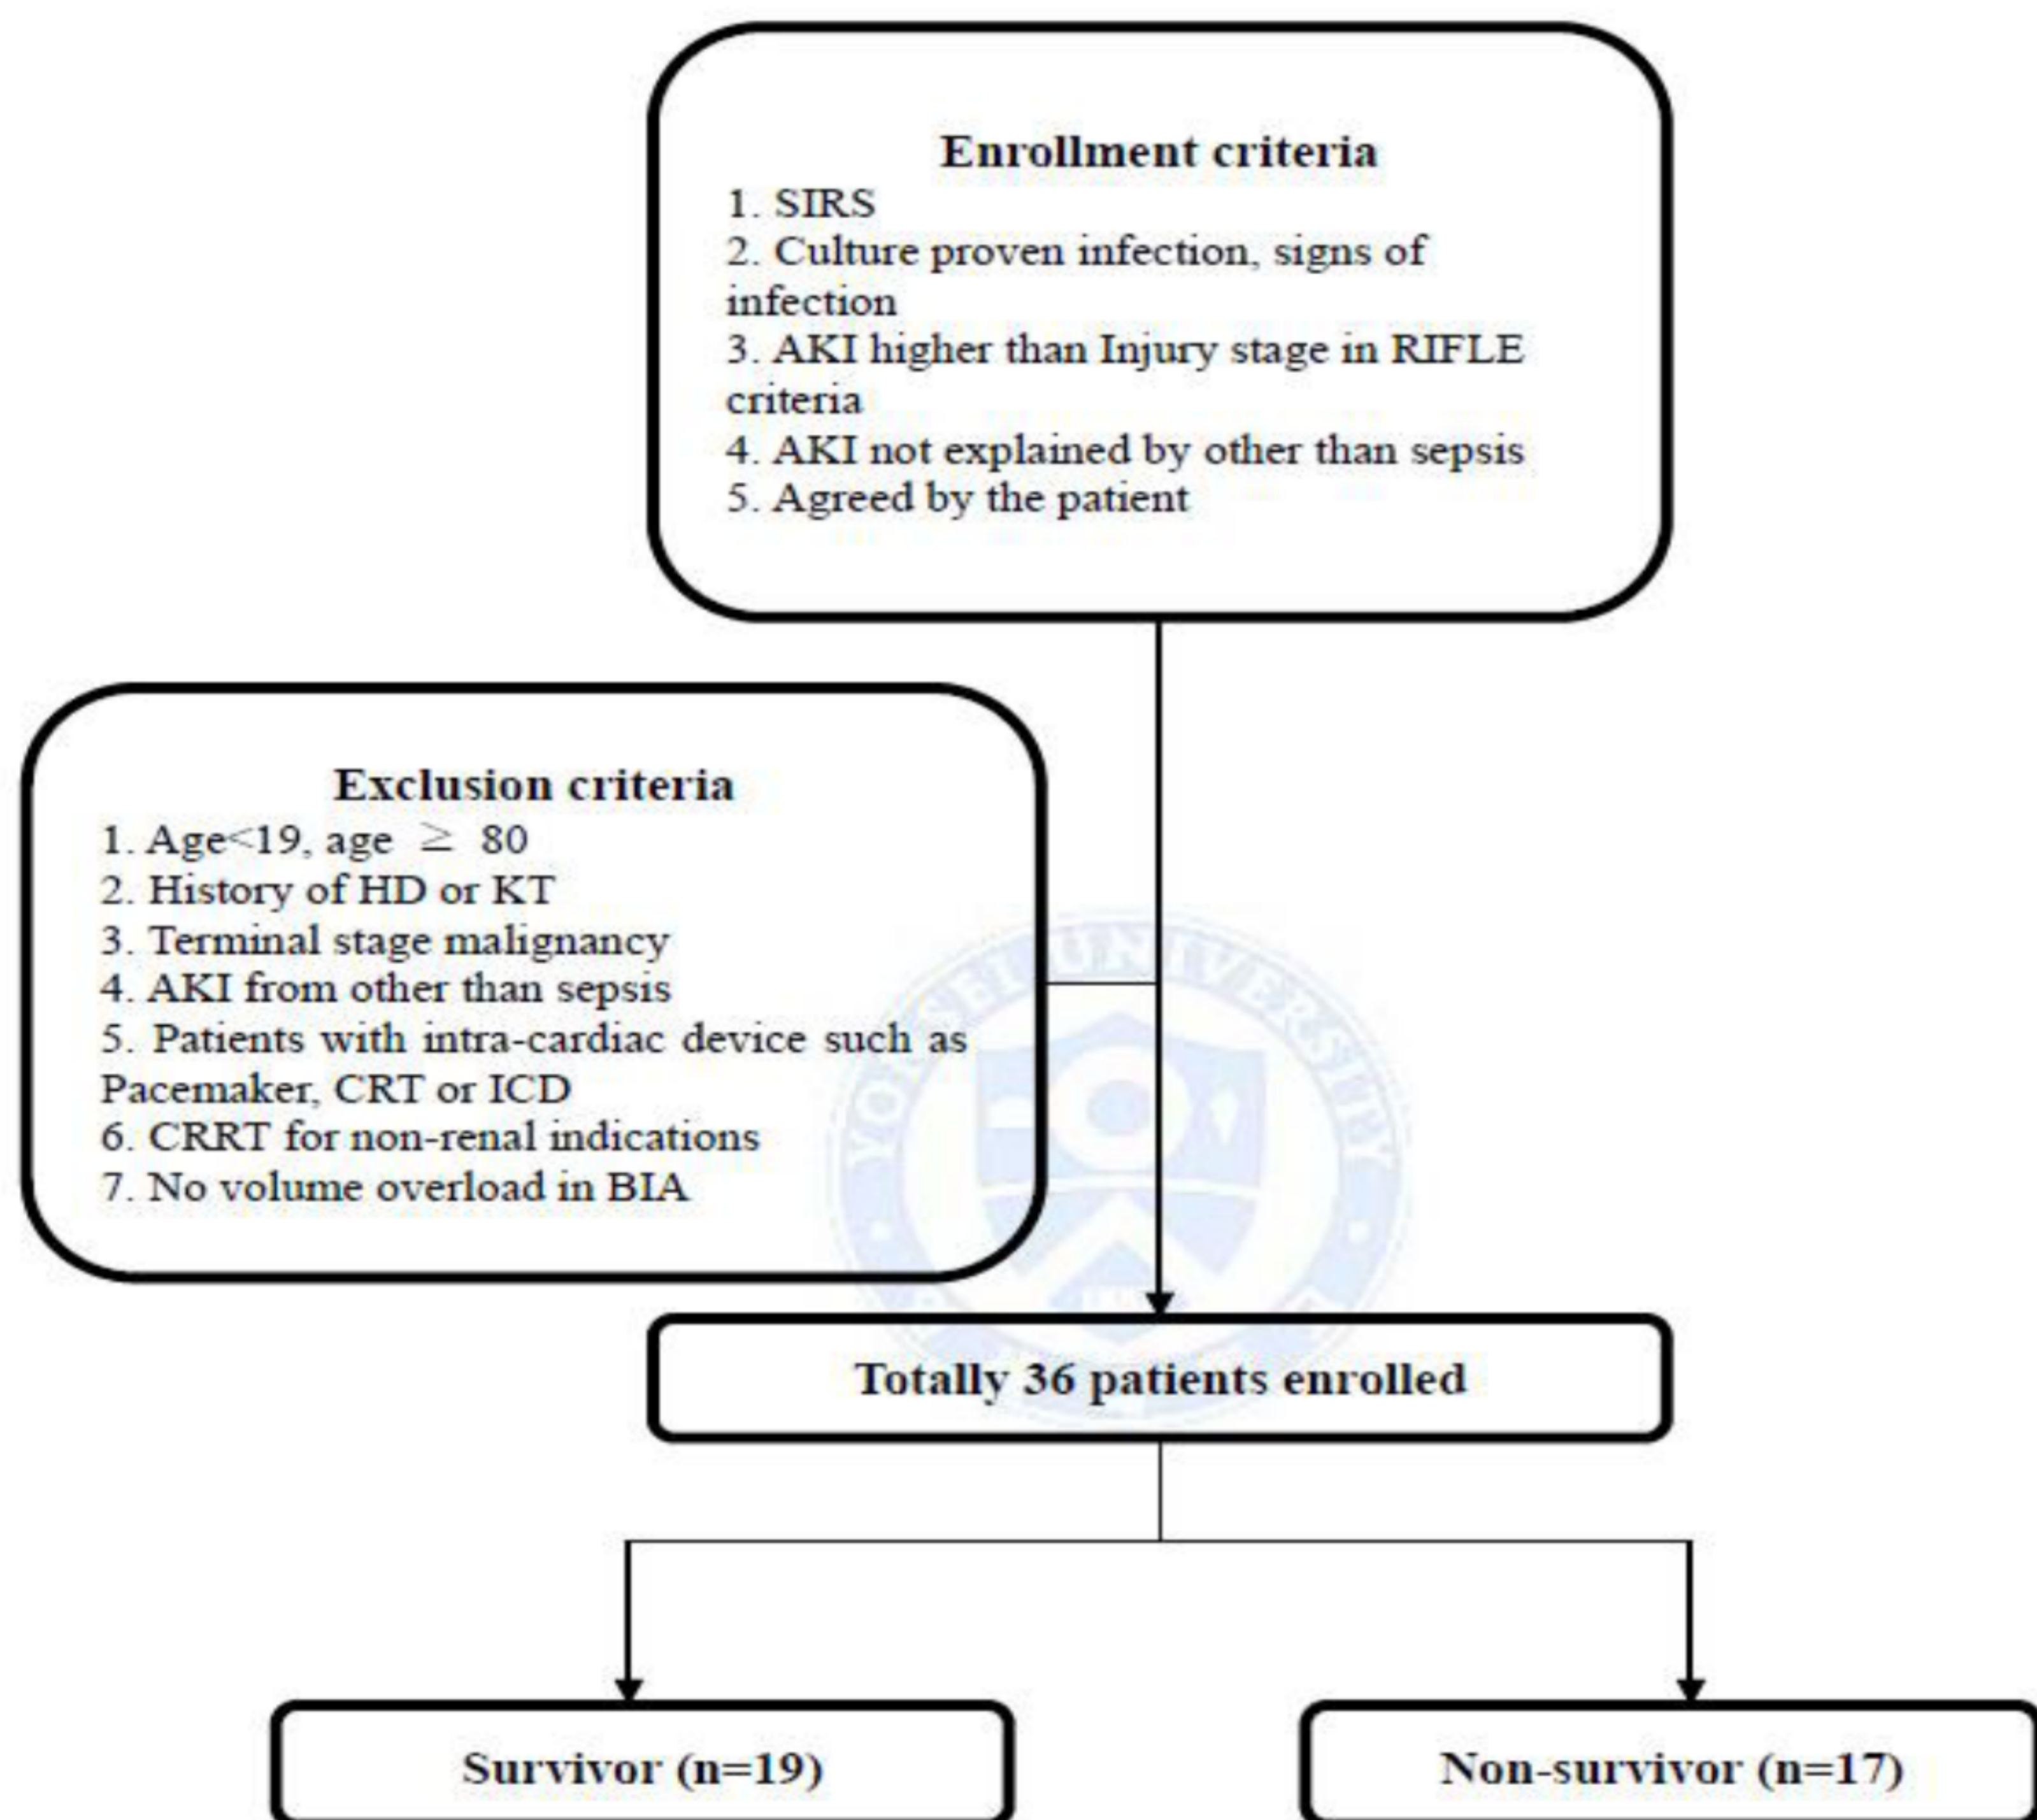 Enrollment criteria
1. SIRS
2. Culture proven infection, signs of
infection
3. AKI higher than Injury stage in RIFLE
criteria
4. AKI not explained by other than sepsis
5. Agreed by the patient
Exclusion criteria
1. Age<19, age ≥ 80
2. History of HD or KT
3. Terminal stage malignancy
4. AKI from other than sepsis
5. Patients with intra-cardiac device such as
Pacemaker, CRT or ICD
6. CRRT for non-renal indications
7. No volume overload in BIA
YONSEI UNIVERSITY
Totally 36 patients enrolled
Survivor (n=19)
Non-survivor (n=17)